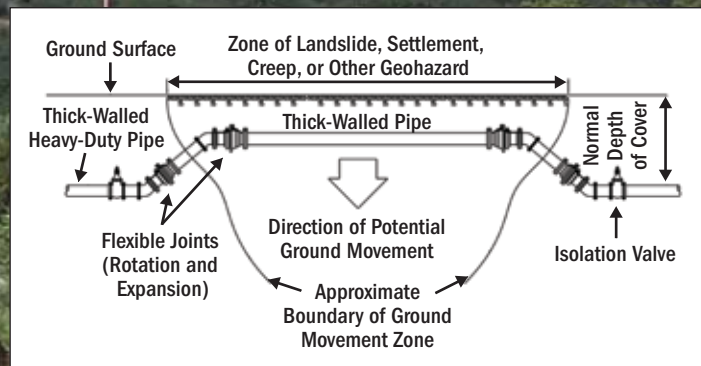 Ground Surface
Zone of Landslide, Settlement,
Creep, or Other Geohazard
Thick-Walled
Heavy-Duty Pipe
Thick-Walled Pipe
Normal
Depth
of Cover
Flexible Joints
(Rotation and
Expansion)
Direction of Potential
Ground Movement
Isolation Valve
Approximate
Boundary of Ground
Movement Zone